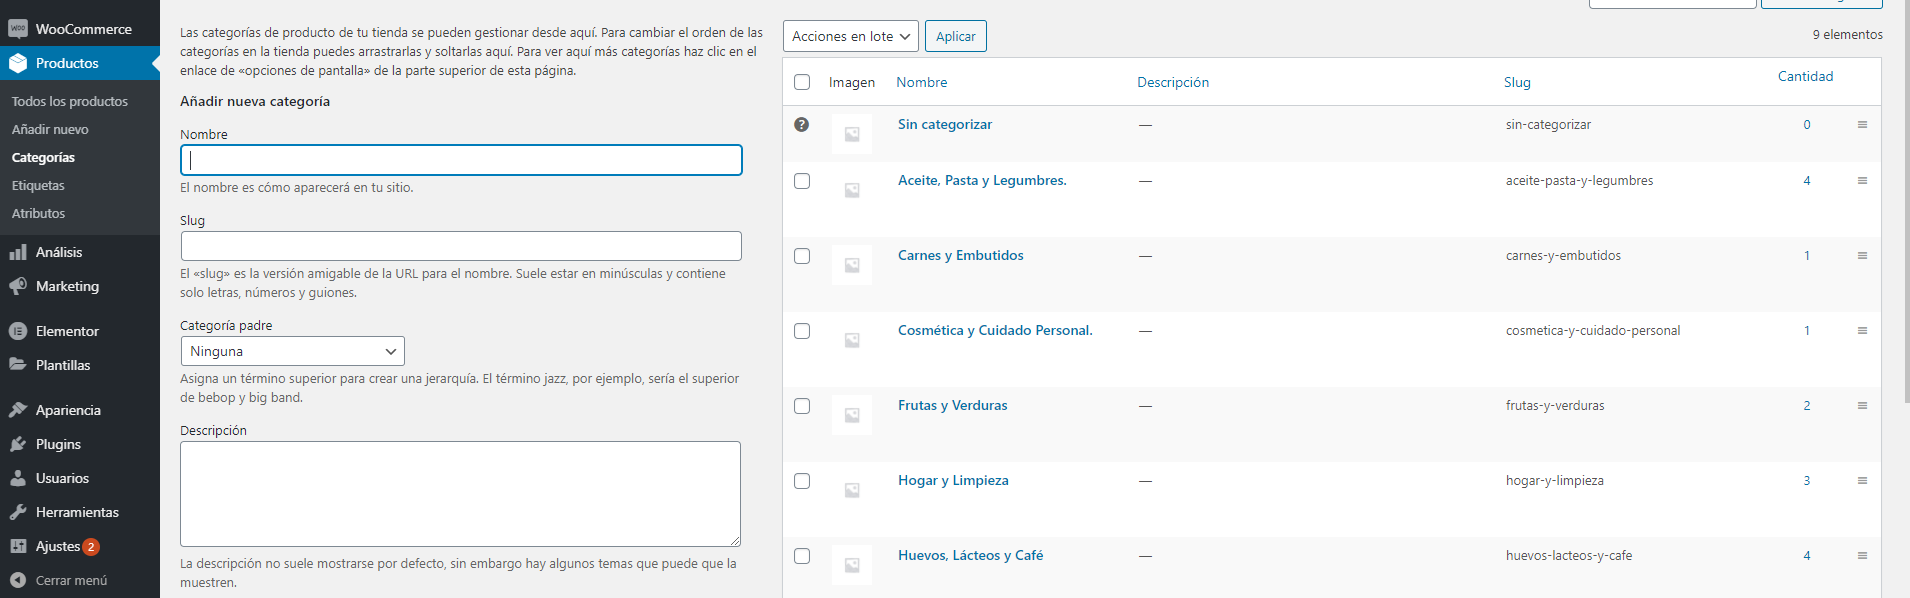 WooCommerce
Productos
Todos los productos
Añadir nuevo
Categorías
Etiquetas
Atributos
Análisis
Marketing
Elementor
Plantillas
Apariencia
Plugins
Usuarios
Herramientas
Ajustes 2
Cerrar menú
Las categorías de producto de tu tienda se pueden gestionar desde aquí. Para cambiar el orden de las
categorías en la tienda puedes arrastrarlas y soltarlas aquí. Para ver aquí más categorías haz clic en el
enlace de «opciones de pantalla» de la parte superior de esta página.
Añadir nueva categoría
Nombre
El nombre es cómo aparecerá en tu sitio.
Slug
El «slug» es la versión amigable de la URL para el nombre. Suele estar en minúsculas y contiene
solo letras, números y guiones.
Categoría padre
Ninguna
Asigna un término superior para crear una jerarquía. El término jazz, por ejemplo, sería el superior
de bebop y big band.
Descripción
La descripción no suele mostrarse por defecto, sin embargo hay algunos temas que puede que la
muestren.
Acciones en lote Aplicar
9 elementos
Imagen Nombre Descripción Slug Cantidad
Sin categorizar — sin-categorizar 0
Aceite, Pasta y Legumbres. — aceite-pasta-y-legumbres 4
Carnes y Embutidos — carnes-y-embutidos 1
Cosmética y Cuidado Personal. — cosmetica-y-cuidado-personal 1
Frutas y Verduras — frutas-y-verduras 2
Hogar y Limpieza — hogar-y-limpieza 3
Huevos, Lácteos y Café — huevos-lacteos-y-cafe 4